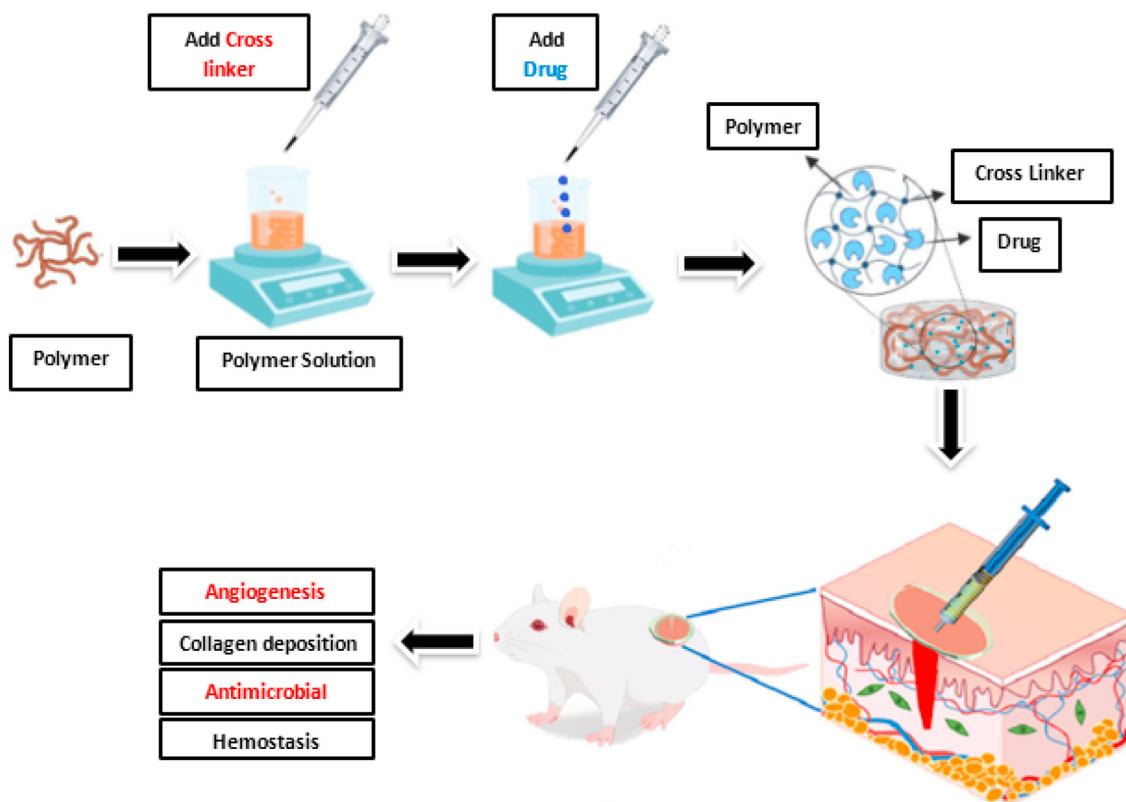 Add Cross
linker
Add
Drug
Polymer
Cross Linker
Drug
Polymer
Polymer Solution
Angiogenesis
Collagen deposition
Antimicrobial
Hemostasis